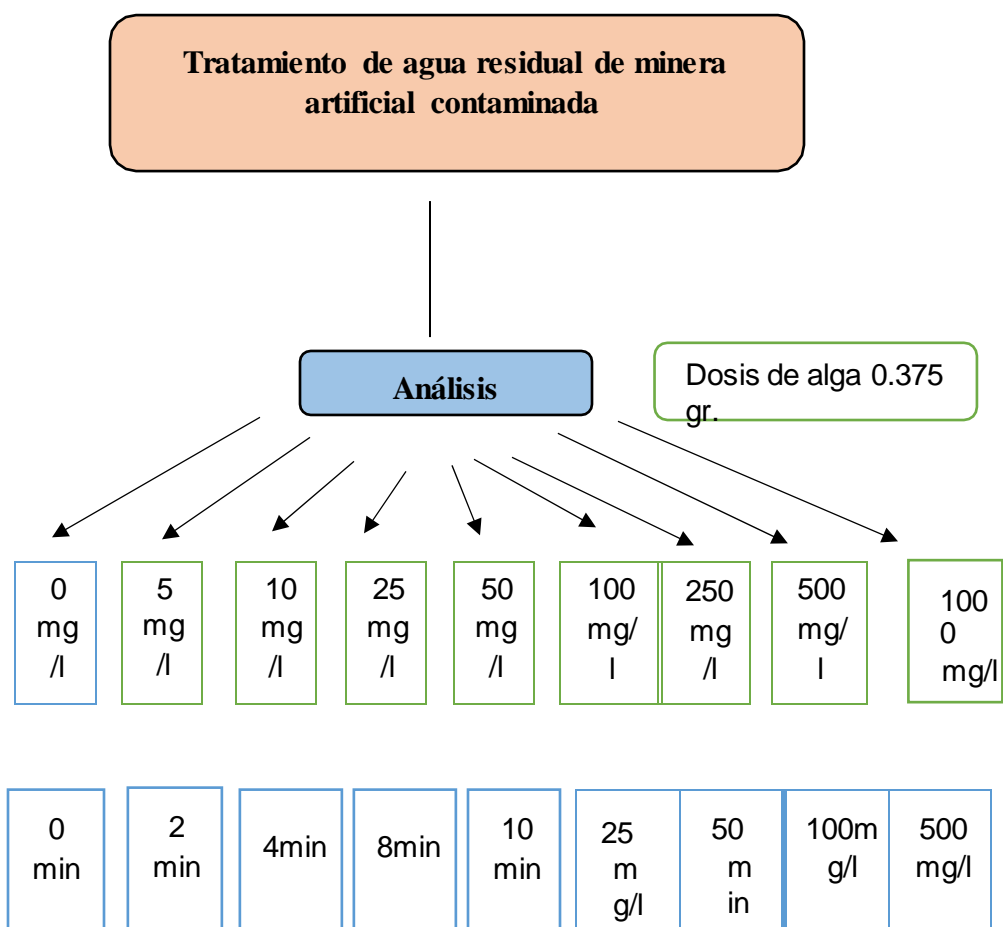 Tratamiento de agua residual de minera
artificial contaminada
Análisis
Dosis de alga 0.375
gr.
0
mg
/l
5
mg
/l
10
mg
/l
25
mg
/l
50
mg
/l
100
mg/
l
250
mg
/l
500
mg/
l
100
0
mg/l
0
min
2
min
4min
8min
10
min
25
m
g/l
50
m
in
100m
g/l
500
mg/l